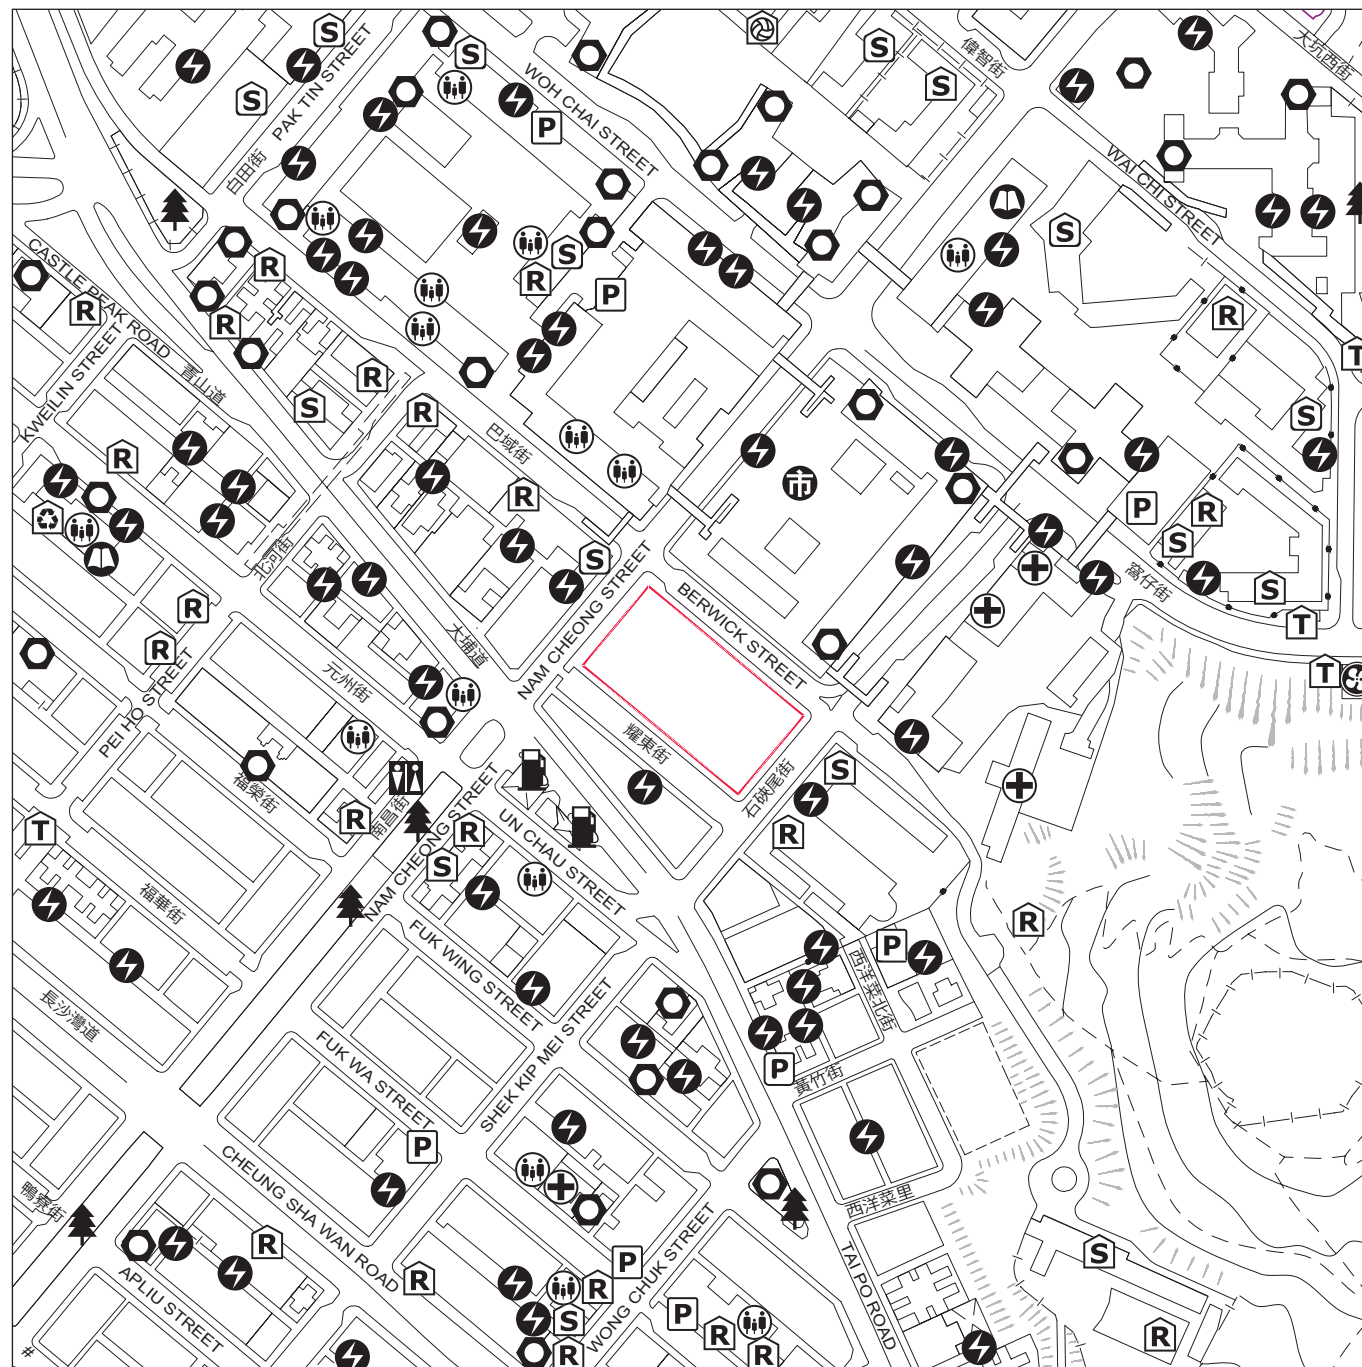 PAK TIN STREET
白田街
WOH CHAI STREET
偉智街
大坑西街
WAI CHI STREET
CASTLE PEAK ROAD
青山道
KWEILIN STREET
巴域街
北河街
NAM CHEONG STREET
BERWICK STREET
窩仔街
大埔道
元州街
PEI HO STREET
耀東街
石硤尾街
福榮街
南昌街
NAM CHEONG STREET
UN CHAU STREET
福華街
FUK WING STREET
西洋菜北街
長沙灣道
FUK WA STREET
SHEK KIP MEI STREET
黃竹街
鴨寮街
CHEUNG SHA WAN ROAD
西洋菜里
APLIU STREET
WONG CHUK STREET
TAI PO ROAD
S
S
S
P
S
S
S
R
S
R
P
R
R
R
S
R
R
R
S
R
R
S
P
R
S
S
T
T
T
R
R
R
R
S
T
S
R
R
P
P
P
R
R
P
R
S
R
P
R
R
S
R
#